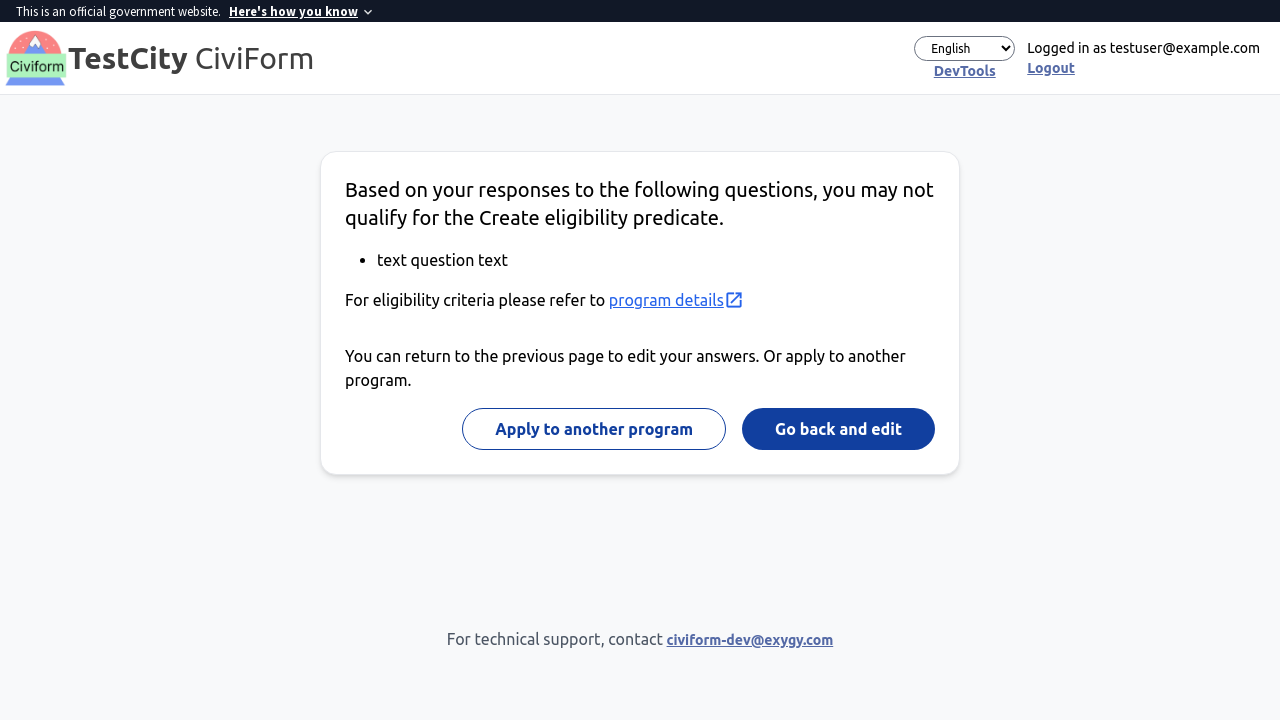 This is an official government website. Here's how you know
Civiform
TestCity CiviForm
English
DevTools
Logged in as testuser@example.com
Logout
Based on your responses to the following questions, you may not
qualify for the Create eligibility predicate.
• text question text
For eligibility criteria please refer to program details
You can return to the previous page to edit your answers. Or apply to another
program.
Apply to another program
Go back and edit
For technical support, contact civiform-dev@exygy.com